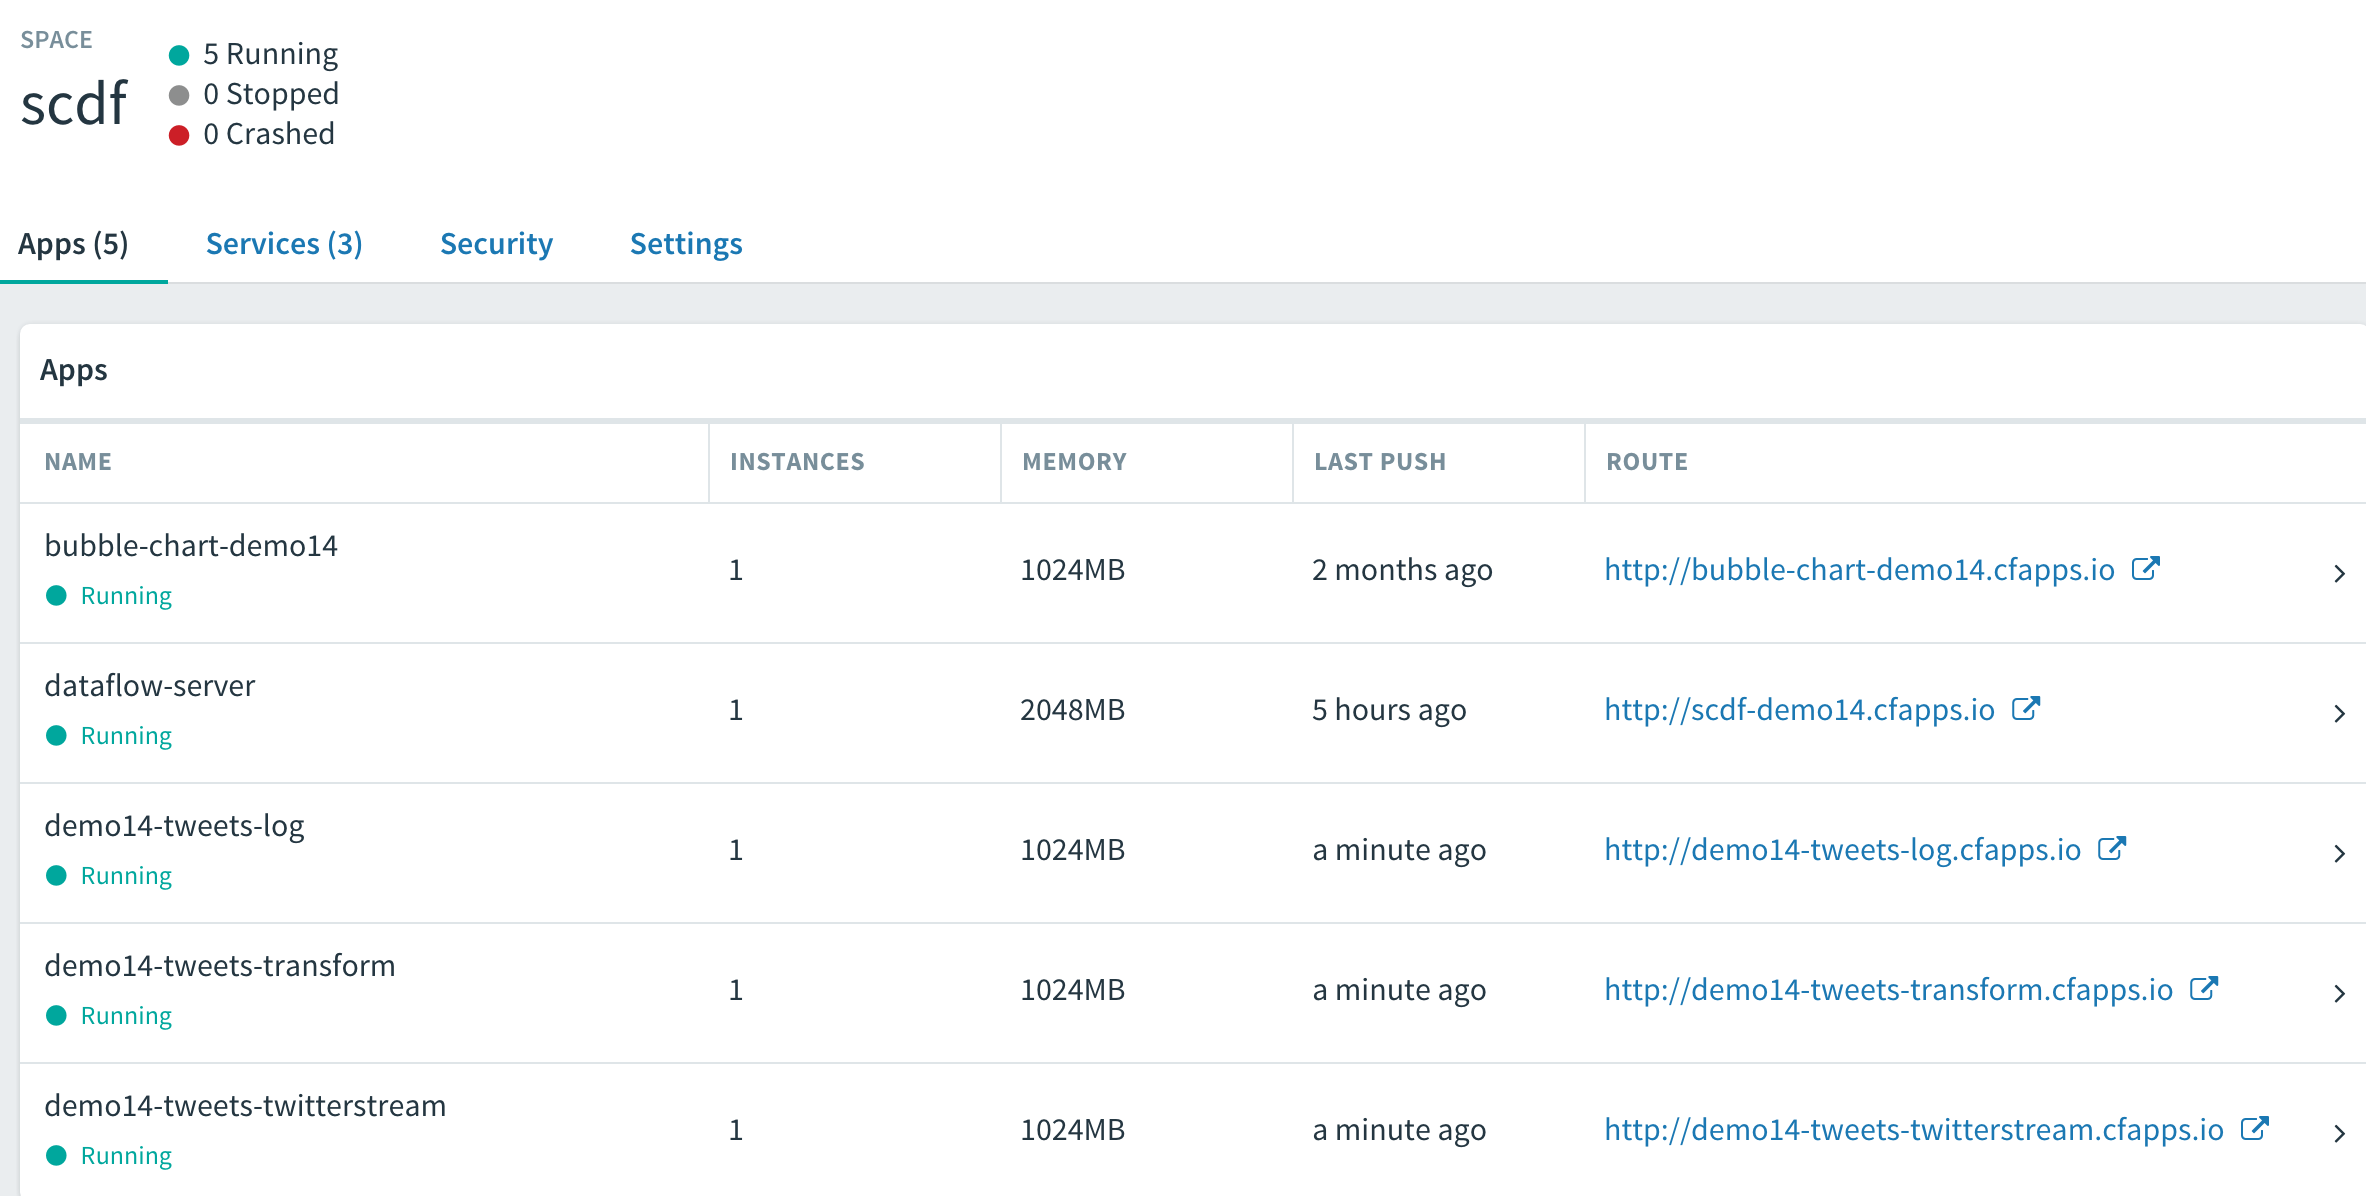 SPACE
scdf
5 Running
0 Stopped
0 Crashed
Apps (5) Services (3) Security Settings
Apps
NAME INSTANCES MEMORY LAST PUSH ROUTE
bubble-chart-demo14
Running
1 1024MB 2 months ago http://bubble-chart-demo14.cfapps.io
dataflow-server
Running
1 2048MB 5 hours ago http://scdf-demo14.cfapps.io
demo14-tweets-log
Running
1 1024MB a minute ago http://demo14-tweets-log.cfapps.io
demo14-tweets-transform
Running
1 1024MB a minute ago http://demo14-tweets-transform.cfapps.io
demo14-tweets-twitterstream
Running
1 1024MB a minute ago http://demo14-tweets-twitterstream.cfapps.io